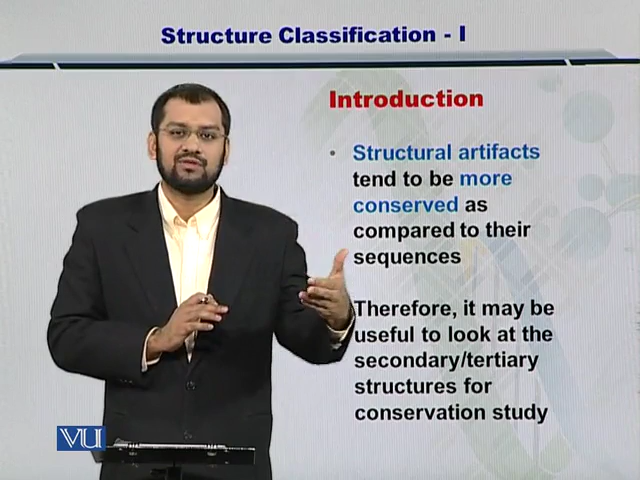 Structure Classification - I
Introduction
• Structural artifacts
tend to be more
conserved as
compared to their
sequences
Therefore, it may be
useful to look at the
secondary/tertiary
structures for
conservation study
VU